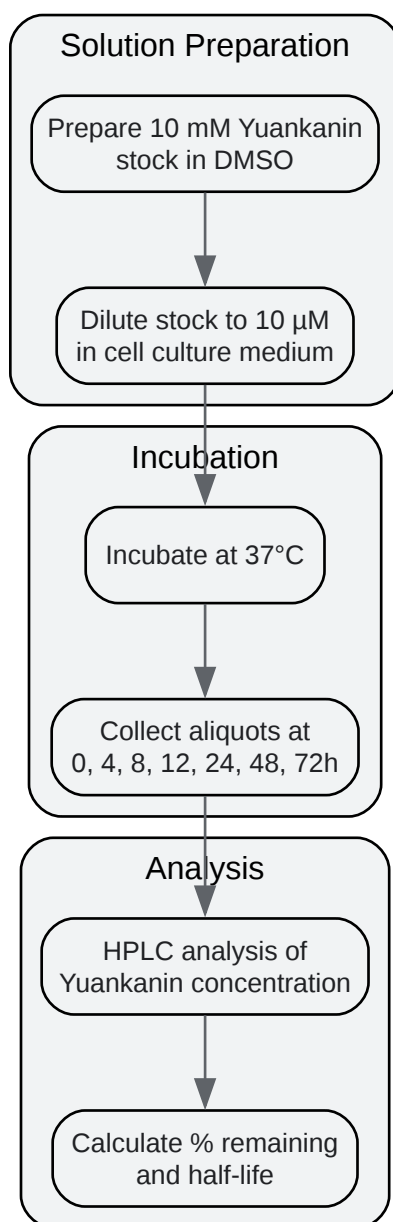 Solution Preparation
Prepare 10 mM Yuankanin
stock in DMSO
Dilute stock to 10 µM
in cell culture medium
Incubation
Incubate at 37°C
Collect aliquots at
0, 4, 8, 12, 24, 48, 72h
Analysis
HPLC analysis of
Yuankanin concentration
Calculate % remaining
and half-life